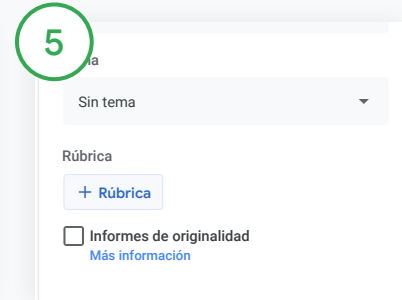 5
Sin tema
Rúbrica
+ Rúbrica
Informes de originalidad
Más información